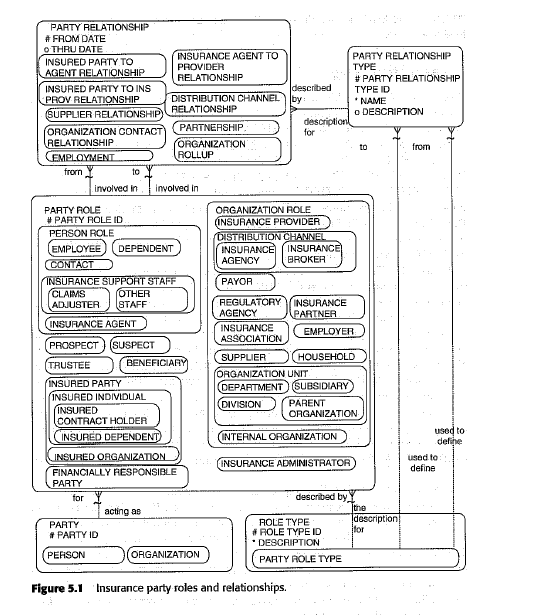 PARTY RELATIONSHIP
# FROM DATE
o THRU DATE
INSURED PARTY TO
AGENT RELATIONSHIP
INSURANCE AGENT TO
PROVIDER
RELATIONSHIP
INSURED PARTY TO INS
PROV RELATIONSHIP
DISTRIBUTION CHANNEL
RELATIONSHIP
SUPPLIER RELATIONSHIP
PARTNERSHIP
ORGANIZATION CONTACT
RELATIONSHIP
ORGANIZATION
ROLLUP
EMPLOYMENT
described
by
description
for
PARTY RELATIONSHIP
TYPE
# PARTY RELATIONSHIP
TYPE ID
* NAME
o DESCRIPTION
to
from
from
to
involved in
involved in
PARTY ROLE
# PARTY ROLE ID
PERSON ROLE
EMPLOYEE
DEPENDENT
CONTACT
INSURANCE SUPPORT STAFF
CLAIMS
ADJUSTER
OTHER
STAFF
INSURANCE AGENT
PROSPECT
SUSPECT
TRUSTEE
BENEFICIARY
INSURED PARTY
INSURED INDIVIDUAL
INSURED
CONTRACT HOLDER
INSURED DEPENDENT
INSURED ORGANIZATION
FINANCIALLY RESPONSIBLE
PARTY
ORGANIZATION ROLE
INSURANCE PROVIDER
DISTRIBUTION CHANNEL
INSURANCE
AGENCY
INSURANCE
BROKER
PAYOR
REGULATORY
AGENCY
INSURANCE
PARTNER
INSURANCE
ASSOCIATION
EMPLOYER
SUPPLIER
HOUSEHOLD
ORGANIZATION UNIT
DEPARTMENT
SUBSIDIARY
DIVISION
PARENT
ORGANIZATION
INTERNAL ORGANIZATION
INSURANCE ADMINISTRATOR
used to
define
used to
define
for
acting as
described by
the
description
for
PARTY
# PARTY ID
PERSON
ORGANIZATION
ROLE TYPE
# ROLE TYPE ID
* DESCRIPTION
PARTY ROLE TYPE
Figure 5.1 Insurance party roles and relationships.